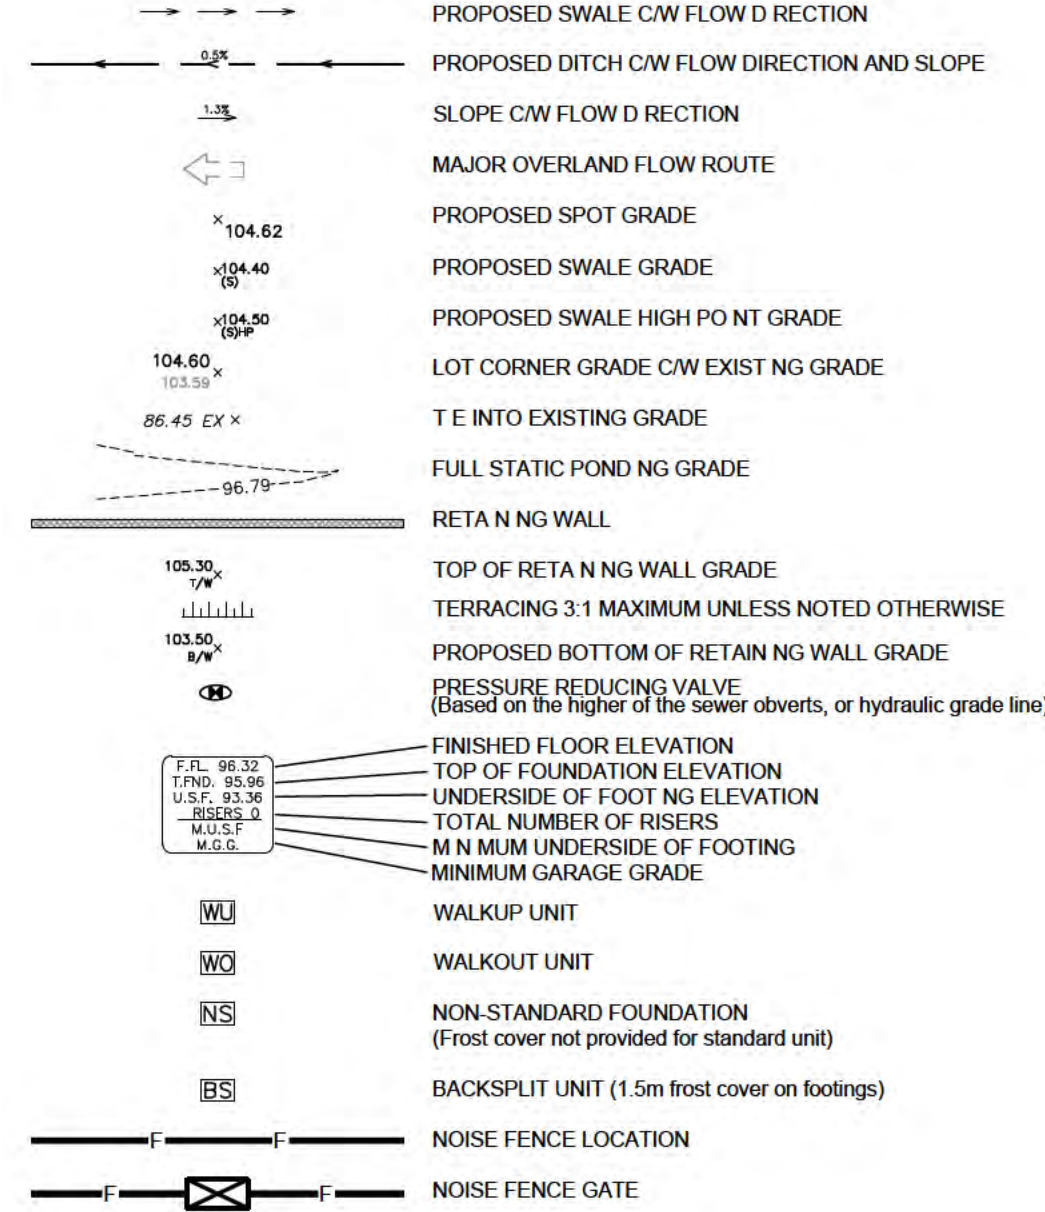 PROPOSED SWALE C/W FLOW D RECTION
0.5%
PROPOSED DITCH C/W FLOW DIRECTION AND SLOPE
1.3%
SLOPE C/W FLOW D RECTION
MAJOR OVERLAND FLOW ROUTE
×
104.62
PROPOSED SPOT GRADE
×104.40
(S)
PROPOSED SWALE GRADE
×104.50
(S)HP
PROPOSED SWALE HIGH PO NT GRADE
104.60
103.59 ×
LOT CORNER GRADE C/W EXIST NG GRADE
86.45 EX ×
T E INTO EXISTING GRADE
96.79
FULL STATIC POND NG GRADE
RETA N NG WALL
105.30 ×
T/W
TOP OF RETA N NG WALL GRADE
TERRACING 3:1 MAXIMUM UNLESS NOTED OTHERWISE
103.50 ×
B/W
PROPOSED BOTTOM OF RETAIN NG WALL GRADE
PRESSURE REDUCING VALVE
(Based on the higher of the sewer obverts, or hydraulic grade line)
F.FL. 96.32
T.FND. 95.96
U.S.F. 93.36
RISERS 0
M.U.S.F
M.G.G.
FINISHED FLOOR ELEVATION
TOP OF FOUNDATION ELEVATION
UNDERSIDE OF FOOT NG ELEVATION
TOTAL NUMBER OF RISERS
M N MUM UNDERSIDE OF FOOTING
MINIMUM GARAGE GRADE
WU
WALKUP UNIT
WO
WALKOUT UNIT
NS
NON-STANDARD FOUNDATION
(Frost cover not provided for standard unit)
BS
BACKSPLIT UNIT (1.5m frost cover on footings)
F F
NOISE FENCE LOCATION
F F
NOISE FENCE GATE